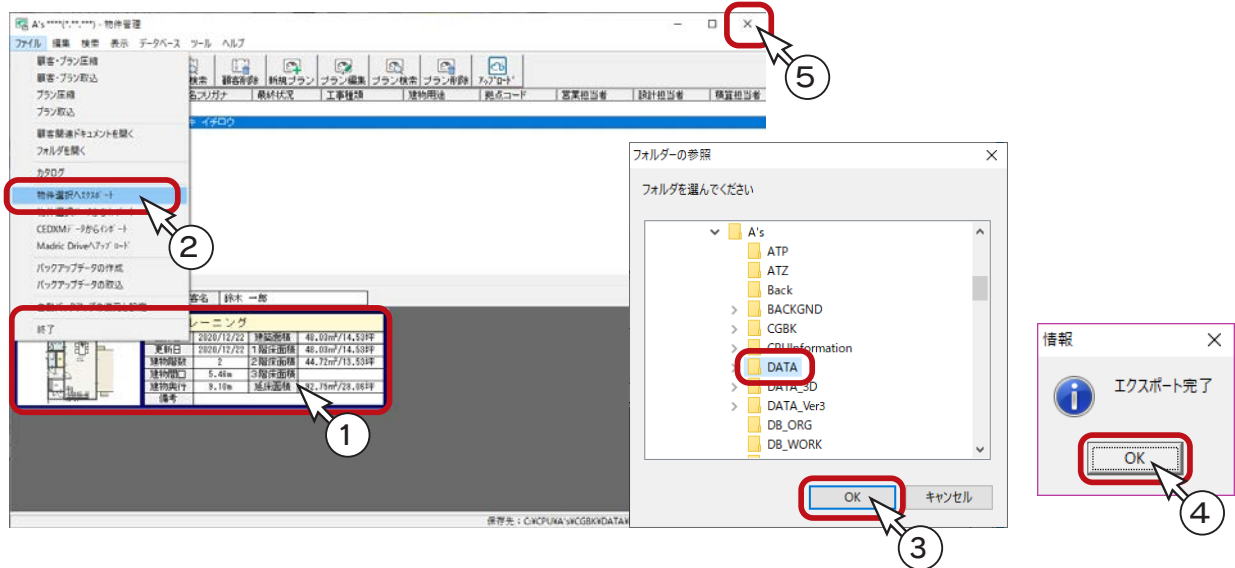 A's ****(*.**.***) - 物件管理
ファイル 編集 検索 表示 データベース ツール ヘルプ
顧客・プラン圧縮
顧客・プラン取込
プラン圧縮
プラン取込
顧客関連ドキュメントを開く
フォルダを開く
カタログ
物件選択へエクスポート
CEDXMデータからインポート
Madric Driveへアップロード
バックアップデータの作成
バックアップデータの取込
終了
検索 顧客削除 新規プラン プラン編集 プラン検索 プラン削除 アップロード
名フリガナ 最終状況 工事種類 建物用途 拠点コード 営業担当者 設計担当者 積算担当者
キ イチロウ
客名 鈴木 一郎
レーニング
2020/12/22 建築面積 48.03m²/14.53坪
更新日 2020/12/22 1階床面積 48.03m²/14.53坪
建物階数 2 2階床面積 44.72m²/13.53坪
建物間口 5.46m 3階床面積
建物奥行 9.10m 延床面積 92.75m²/28.06坪
備考
保存先:C:¥CPU¥A's¥CGBK¥DATA¥
①
②
⑤
フォルダーの参照
フォルダを選んでください
A's
ATP
ATZ
Back
BACKGND
CGBK
CPUInformation
DATA
DATA_3D
DATA_Ver3
DB_ORG
DB_WORK
OK キャンセル
③
情報
エクスポート完了
OK
④